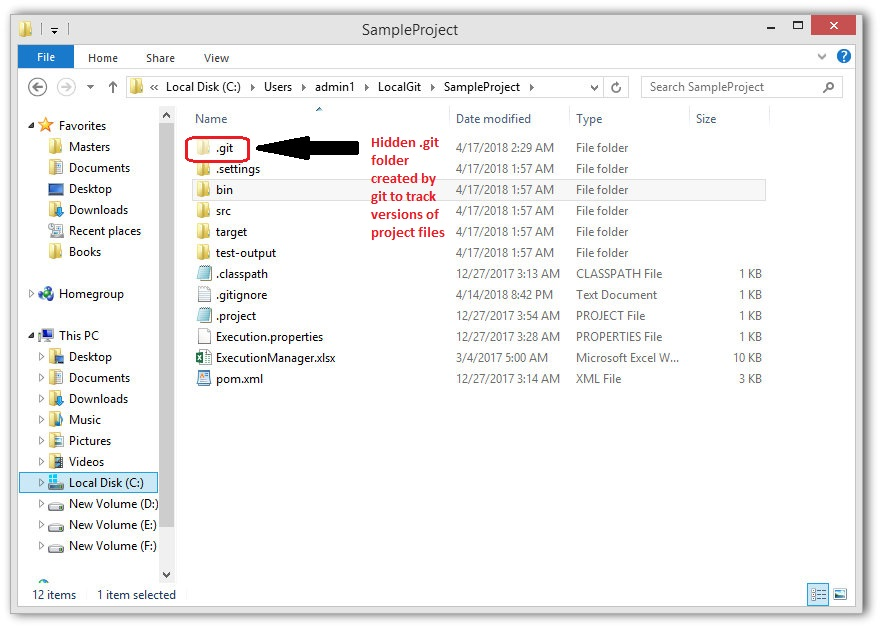 SampleProject
File Home Share View
« Local Disk (C:) Users admin1 LocalGit SampleProject
Search SampleProject
Name Date modified Type Size
Favorites
Masters
Documents
Desktop
Downloads
Recent places
Books
Homegroup
This PC
Desktop
Documents
Downloads
Music
Pictures
Videos
Local Disk (C:)
New Volume (D:)
New Volume (E:)
New Volume (F:)
.git 4/17/2018 2:29 AM File folder
.settings 4/17/2018 1:57 AM File folder
bin 4/17/2018 1:57 AM File folder
src 4/17/2018 1:57 AM File folder
target 4/17/2018 1:57 AM File folder
test-output 4/17/2018 1:57 AM File folder
.classpath 12/27/2017 3:13 AM CLASSPATH File 1 KB
.gitignore 4/14/2018 8:42 PM Text Document 1 KB
.project 12/27/2017 3:54 AM PROJECT File 1 KB
Execution.properties 12/27/2017 3:28 AM PROPERTIES File 1 KB
ExecutionManager.xlsx 3/4/2017 5:00 AM Microsoft Excel W... 10 KB
pom.xml 12/27/2017 3:14 AM XML File 3 KB
Hidden .git
folder
created by
git to track
versions of
project files
12 items 1 item selected